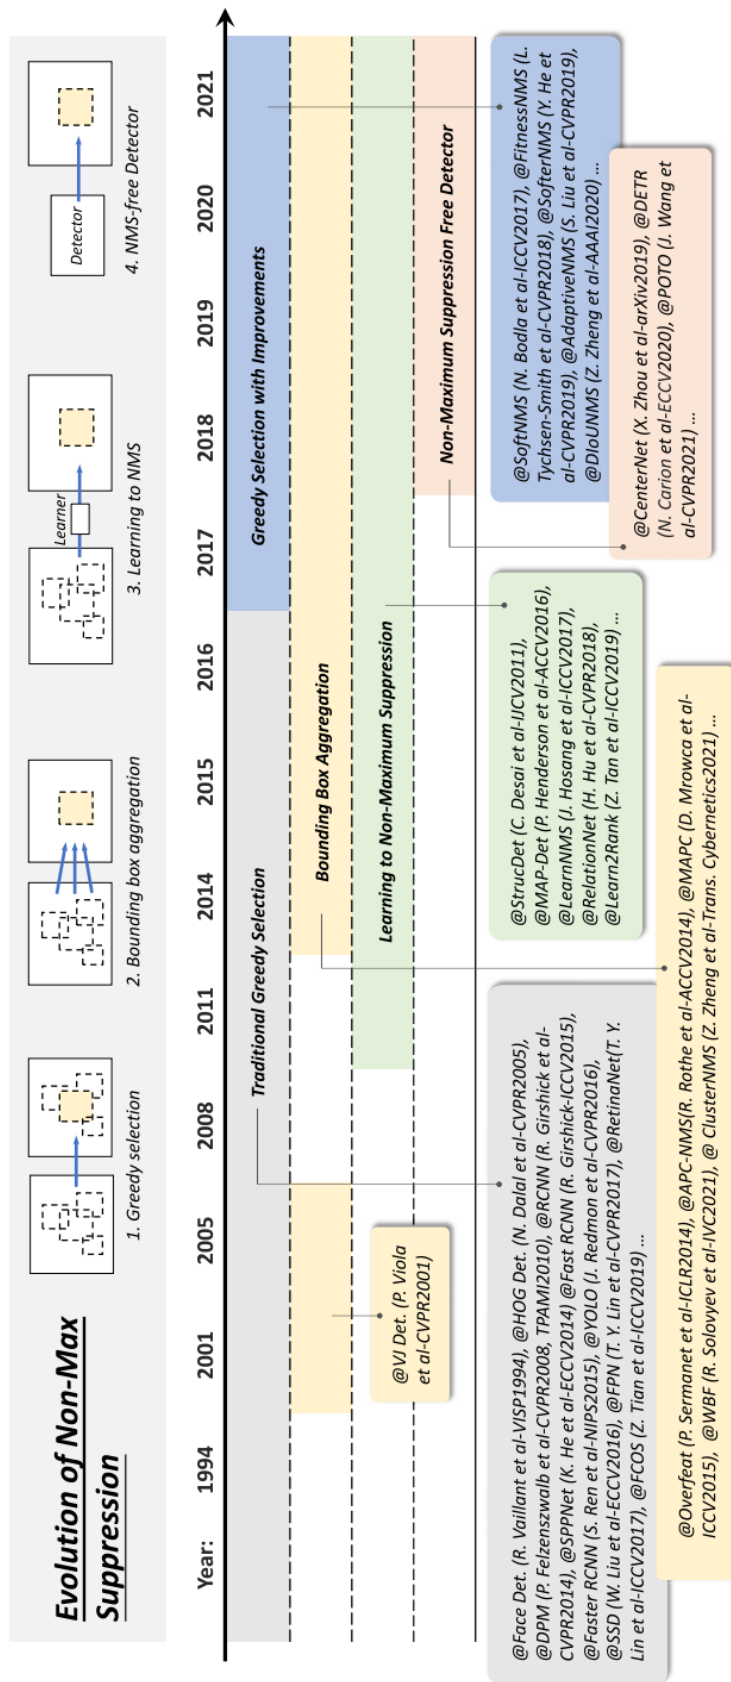 Evolution of Non-Max
Suppression
1. Greedy selection
2. Bounding box aggregation
Learner
3. Learning to NMS
Detector
4. NMS-free Detector
Year: 1994 2001 2005 2008 2011 2014 2015 2016 2017 2018 2019 2020 2021
Traditional Greedy Selection
Greedy Selection with Improvements
Bounding Box Aggregation
Learning to Non-Maximum Suppression
Non-Maximum Suppression Free Detector
@VJ Det. (P. Viola
et al-CVPR2001)
@Face Det. (R. Vaillant et al-VISP1994), @HOG Det. (N. Dalal et al-CVPR2005),
@DPM (P. Felzenszwalb et al-CVPR2008, TPAMI2010), @RCNN (R. Girshick et al-
CVPR2014), @SPPNet (K. He et al-ECCV2014) @Fast RCNN (R. Girshick-ICCV2015),
@Faster RCNN (S. Ren et al-NIPS2015), @YOLO (J. Redmon et al-CVPR2016),
@SSD (W. Liu et al-ECCV2016), @FPN (T. Y. Lin et al-CVPR2017), @RetinaNet(T. Y.
Lin et al-ICCV2017), @FCOS (Z. Tian et al-ICCV2019) ...
@StrucDet (C. Desai et al-IJCV2011),
@MAP-Det (P. Henderson et al-ACCV2016),
@LearnNMS (J. Hosang et al-ICCV2017),
@RelationNet (H. Hu et al-CVPR2018),
@Learn2Rank (Z. Tan et al-ICCV2019) ...
@SoftNMS (N. Bodla et al-ICCV2017), @FitnessNMS (L.
Tychsen-Smith et al-CVPR2018), @SofterNMS (Y. He et
al-CVPR2019), @AdaptiveNMS (S. Liu et al-CVPR2019),
@DIoUNMS (Z. Zheng et al-AAAI2020) ...
@CenterNet (X. Zhou et al-arXiv2019), @DETR
(N. Carion et al-ECCV2020), @POTO (J. Wang et
al-CVPR2021) ...
@Overfeat (P. Sermanet et al-ICLR2014), @APC-NMS(R. Rothe et al-ACCV2014), @MAPC (D. Mrowca et al-
ICCV2015), @WBF (R. Solovyev et al-IVC2021), @ ClusterNMS (Z. Zheng et al-Trans. Cybernetics2021) ...